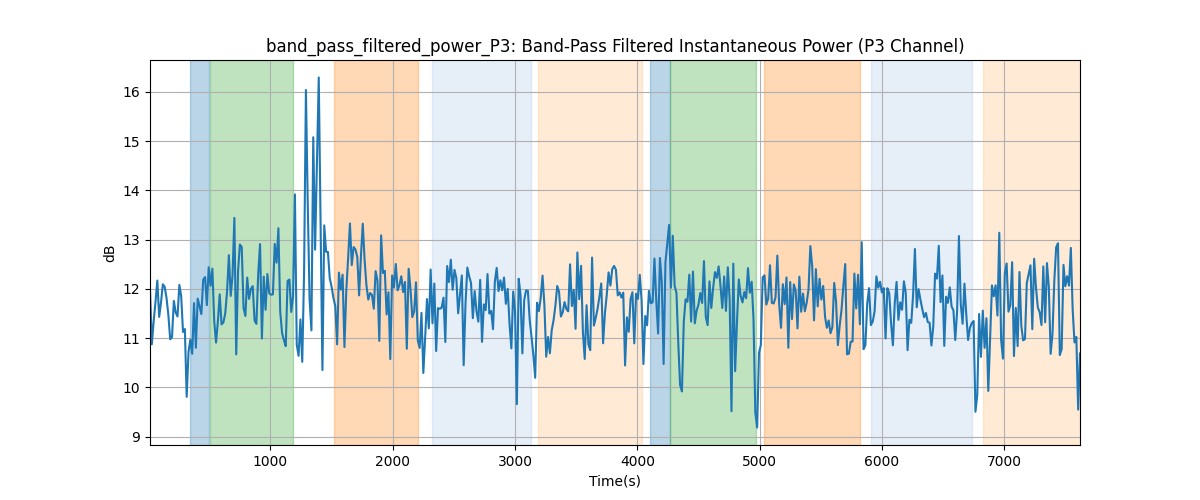 band_pass_filtered_power_P3: Band-Pass Filtered Instantaneous Power (P3 Channel)
16
15
14
13
12
11
10
9
dB
1000 2000 3000 4000 5000 6000 7000
Time(s)